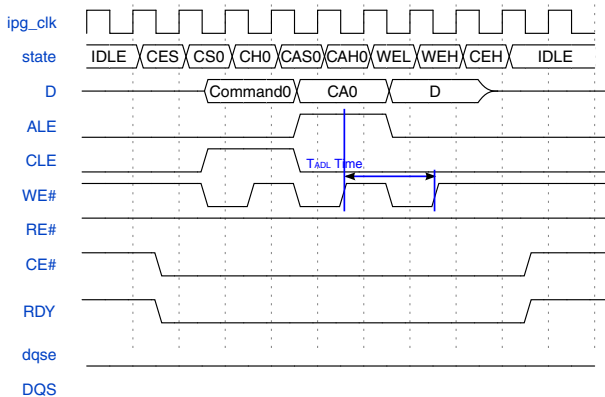 ipg_clk
state IDLE CES CS0 CH0 CAS0 CAH0 WEL WEH CEH IDLE
D Command0 CA0 D
ALE
CLE TADL Time
WE#
RE#
CE#
RDY
dqse
DQS